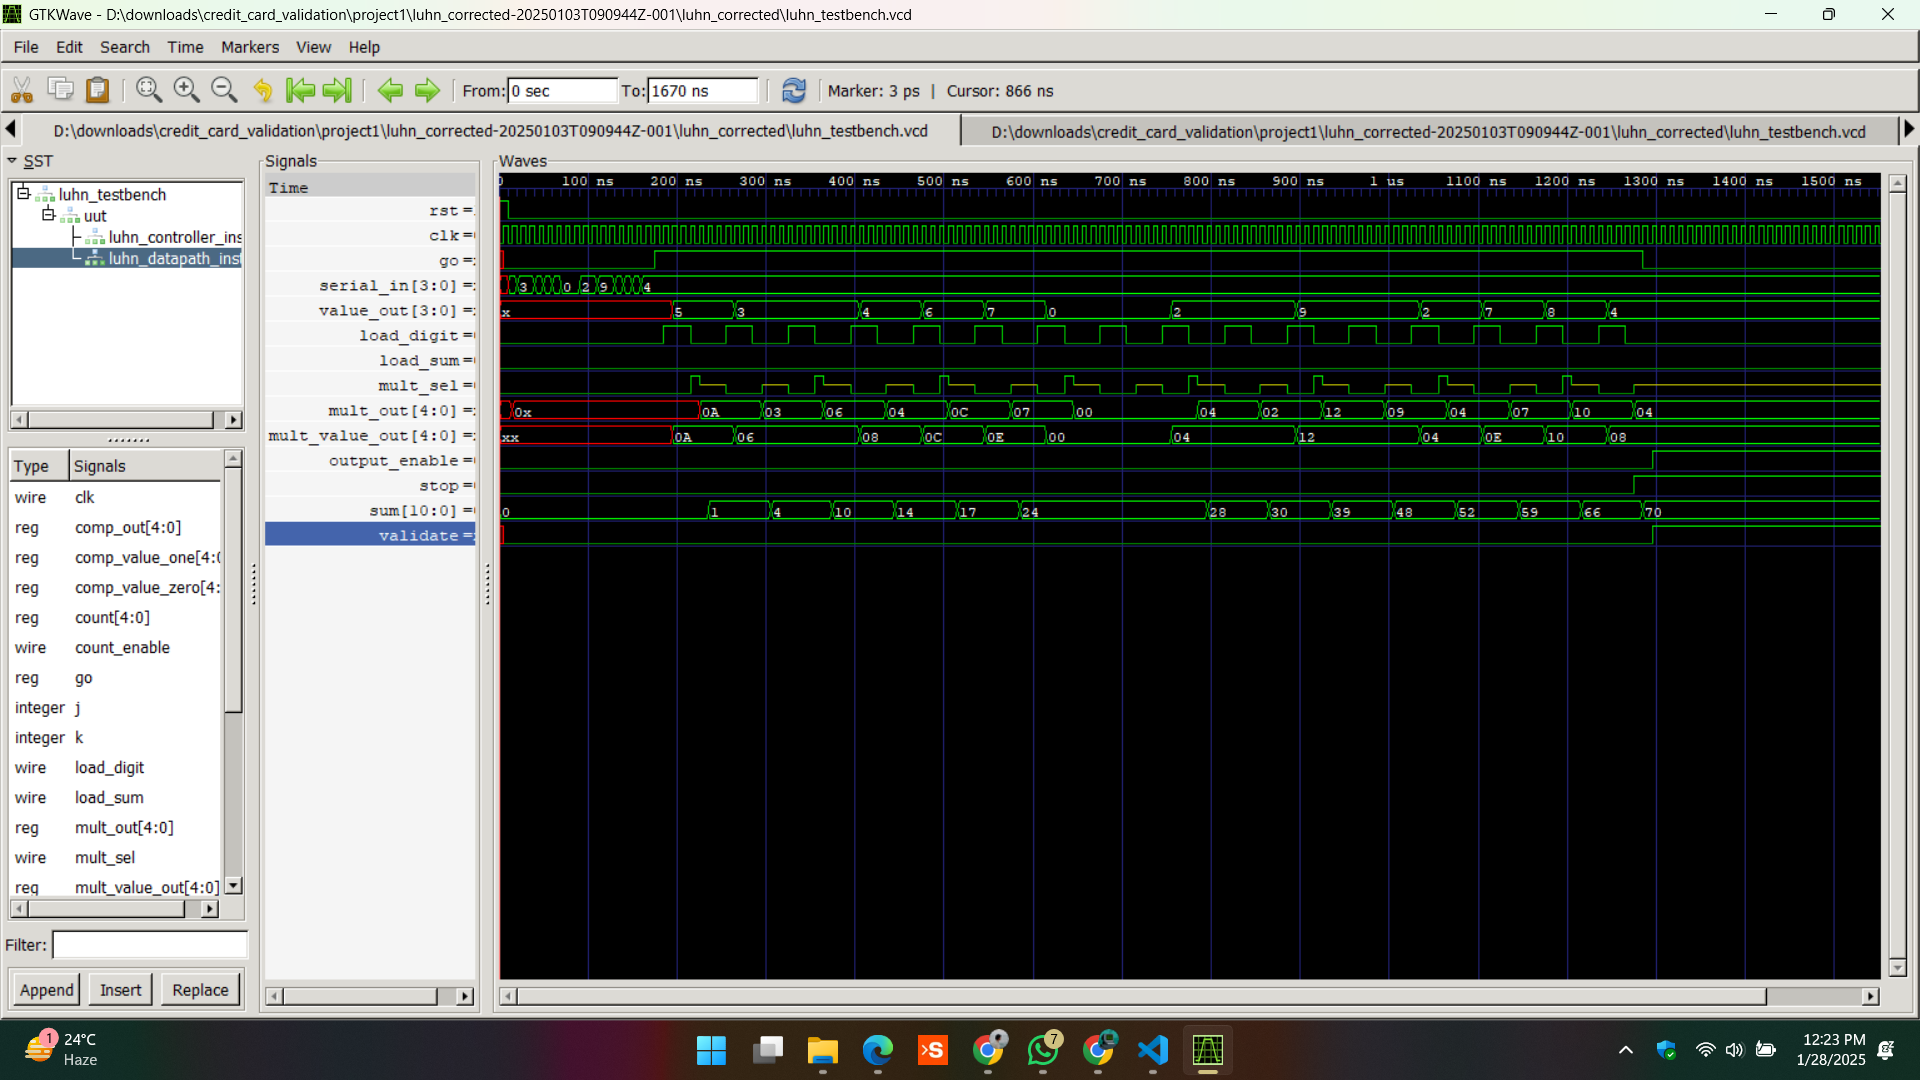 GTKWave - D:\downloads\credit_card_validation\project1\luhn_corrected-20250103T090944Z-001\luhn_corrected\luhn_testbench.vcd
File Edit Search Time Markers View Help
From: 0 sec To: 1670 ns Marker: 3 ps | Cursor: 866 ns
D:\downloads\credit_card_validation\project1\luhn_corrected-20250103T090944Z-001\luhn_corrected\luhn_testbench.vcd
D:\downloads\credit_card_validation\project1\luhn_corrected-20250103T090944Z-001\luhn_corrected\luhn_testbench.vcd
SST
luhn_testbench
uut
luhn_controller_ins
luhn_datapath_inst
Type Signals
wire clk
reg comp_out[4:0]
reg comp_value_one[4:0
reg comp_value_zero[4:
reg count[4:0]
wire count_enable
reg go
integer j
integer k
wire load_digit
wire load_sum
reg mult_out[4:0]
wire mult_sel
reg mult_value_out[4:0]
Filter:
Append Insert Replace
Signals
Time
rst =
clk =
go =
serial_in[3:0] =
value_out[3:0] =
load_digit =
load_sum =
mult_sel =
mult_out[4:0] =
mult_value_out[4:0] =
output_enable =
stop =
sum[10:0] =
validate =
Waves
0 100 ns 200 ns 300 ns 400 ns 500 ns 600 ns 700 ns 800 ns 900 ns 1 us 1100 ns 1200 ns 1300 ns 1400 ns 1500 ns
3 0 2 9 4
x 5 3 4 6 7 0 2 9 2 7 8 4
0x 0A 03 06 04 0C 07 00 04 02 12 09 04 07 10 04
xx 0A 06 08 0C 0E 00 04 12 04 0E 10 08
0 1 4 10 14 17 24 28 30 39 48 52 59 66 70
1
24°C
Haze
7
12:23 PM
1/28/2025